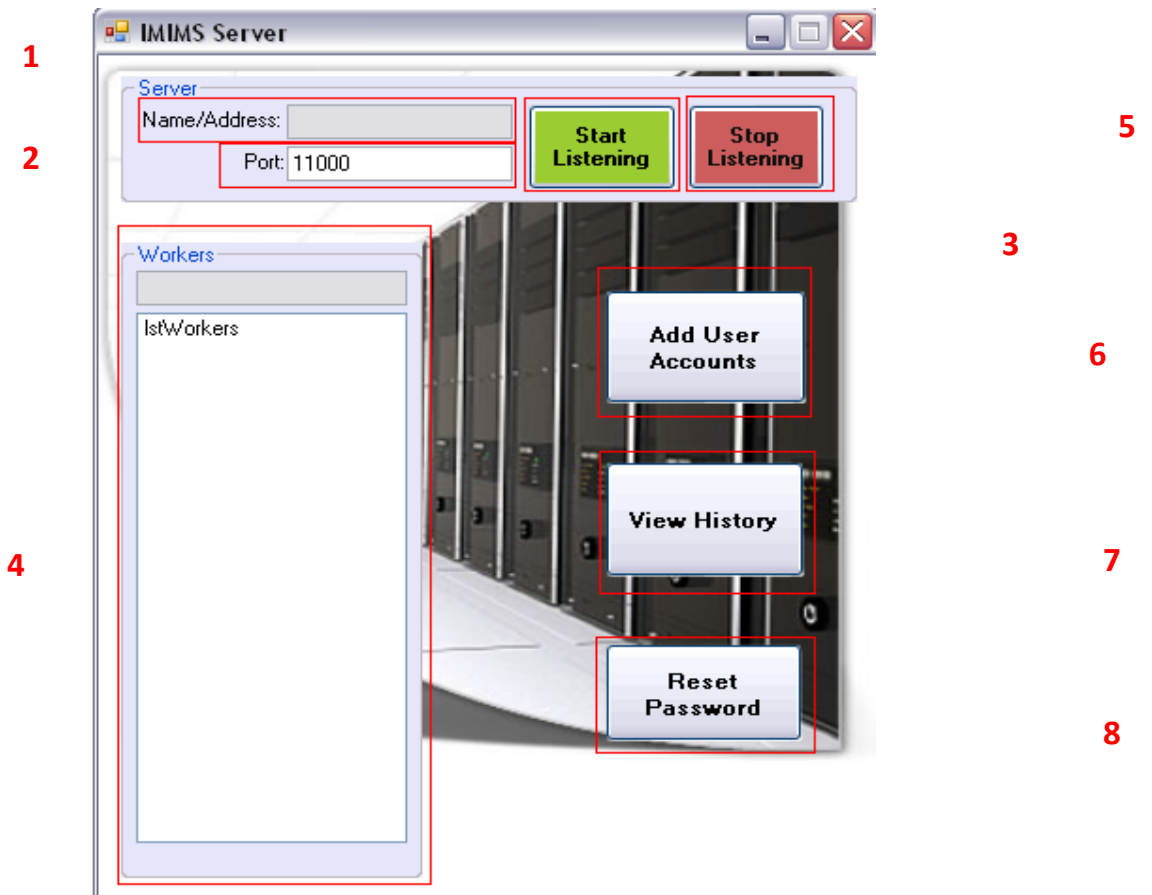 IMIMS Server
1
Server
Name/Address:
Start
Listening
Stop
Listening
5
2
Port: 11000
3
Workers
lstWorkers
Add User
Accounts
6
View History
4
7
Reset
Password
8